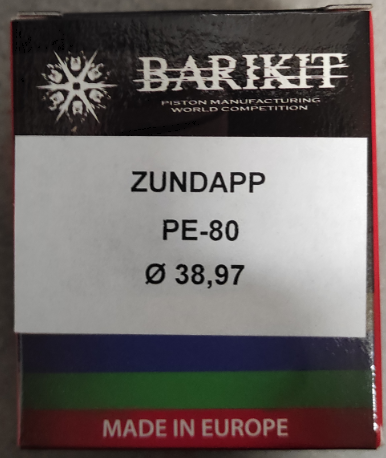 BARIKIT
PISTON MANUFACTURING
WORLD COMPETITION
ZUNDAPP
PE-80
Ø 38,97
MADE IN EUROPE